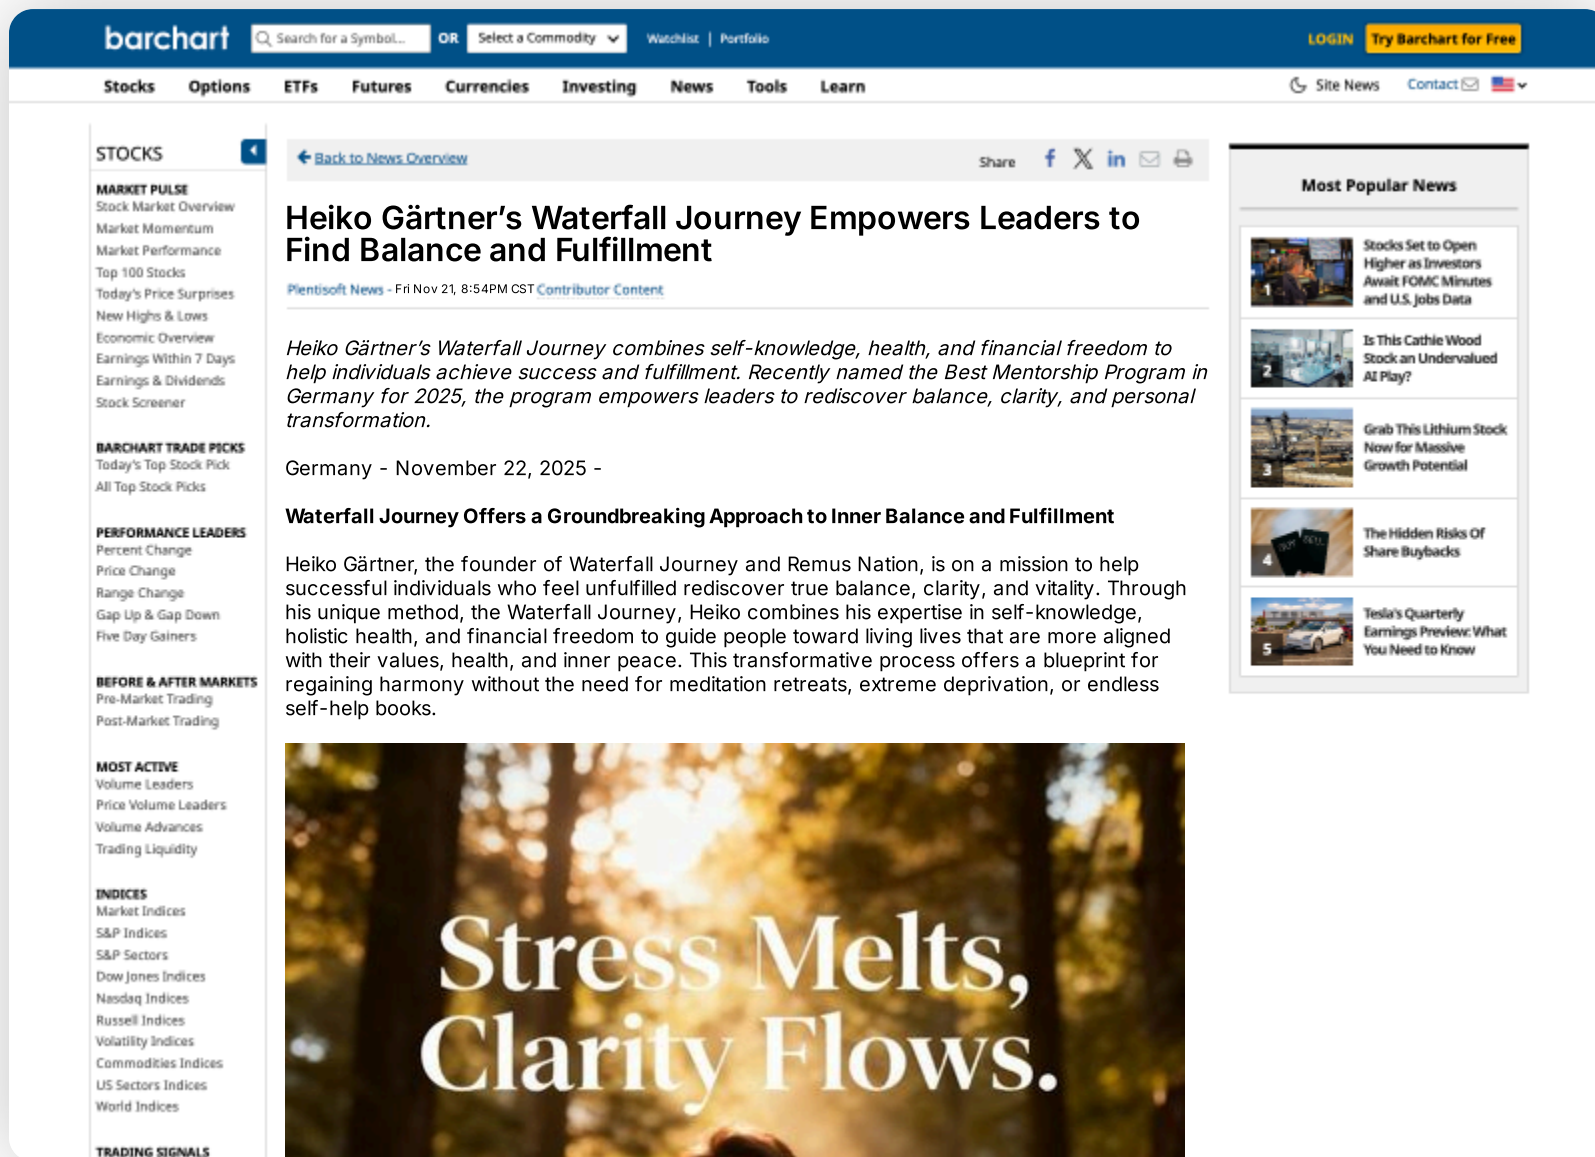 barchart
Search for a Symbol...
OR
Select a Commodity
Watchlist | Portfolio
LOGIN
Try Barchart for Free
Stocks
Options
ETFs
Futures
Currencies
Investing
News
Tools
Learn
Site News
Contact
STOCKS
MARKET PULSE
Stock Market Overview
Market Momentum
Market Performance
Top 100 Stocks
Today's Price Surprises
New Highs & Lows
Economic Overview
Earnings Within 7 Days
Earnings & Dividends
Stock Screener
BARCHART TRADE PICKS
Today's Top Stock Pick
All Top Stock Picks
PERFORMANCE LEADERS
Percent Change
Price Change
Range Change
Gap Up & Gap Down
Five Day Gainers
BEFORE & AFTER MARKETS
Pre-Market Trading
Post-Market Trading
MOST ACTIVE
Volume Leaders
Price Volume Leaders
Volume Advances
Trading Liquidity
INDICES
Market Indices
S&P Indices
S&P Sectors
Dow Jones Indices
Nasdaq Indices
Russell Indices
Volatility Indices
Commodities Indices
US Sectors Indices
World Indices
TRADING SIGNALS
Back to News Overview
Share
Heiko Gärtner’s Waterfall Journey Empowers Leaders to
Find Balance and Fulfillment
Plentisoft News - Fri Nov 21, 8:54PM CST Contributor Content
Heiko Gärtner’s Waterfall Journey combines self-knowledge, health, and financial freedom to
help individuals achieve success and fulfillment. Recently named the Best Mentorship Program in
Germany for 2025, the program empowers leaders to rediscover balance, clarity, and personal
transformation.
Germany - November 22, 2025 -
Waterfall Journey Offers a Groundbreaking Approach to Inner Balance and Fulfillment
Heiko Gärtner, the founder of Waterfall Journey and Remus Nation, is on a mission to help
successful individuals who feel unfulfilled rediscover true balance, clarity, and vitality. Through
his unique method, the Waterfall Journey, Heiko combines his expertise in self-knowledge,
holistic health, and financial freedom to guide people toward living lives that are more aligned
with their values, health, and inner peace. This transformative process offers a blueprint for
regaining harmony without the need for meditation retreats, extreme deprivation, or endless
self-help books.
Stress Melts,
Clarity Flows.
Most Popular News
1
Stocks Set to Open
Higher as Investors
Await FOMC Minutes
and U.S. Jobs Data
2
Is This Cathie Wood
Stock an Undervalued
AI Play?
3
Grab This Lithium Stock
Now for Massive
Growth Potential
4
The Hidden Risks Of
Share Buybacks
5
Tesla's Quarterly
Earnings Preview: What
You Need to Know